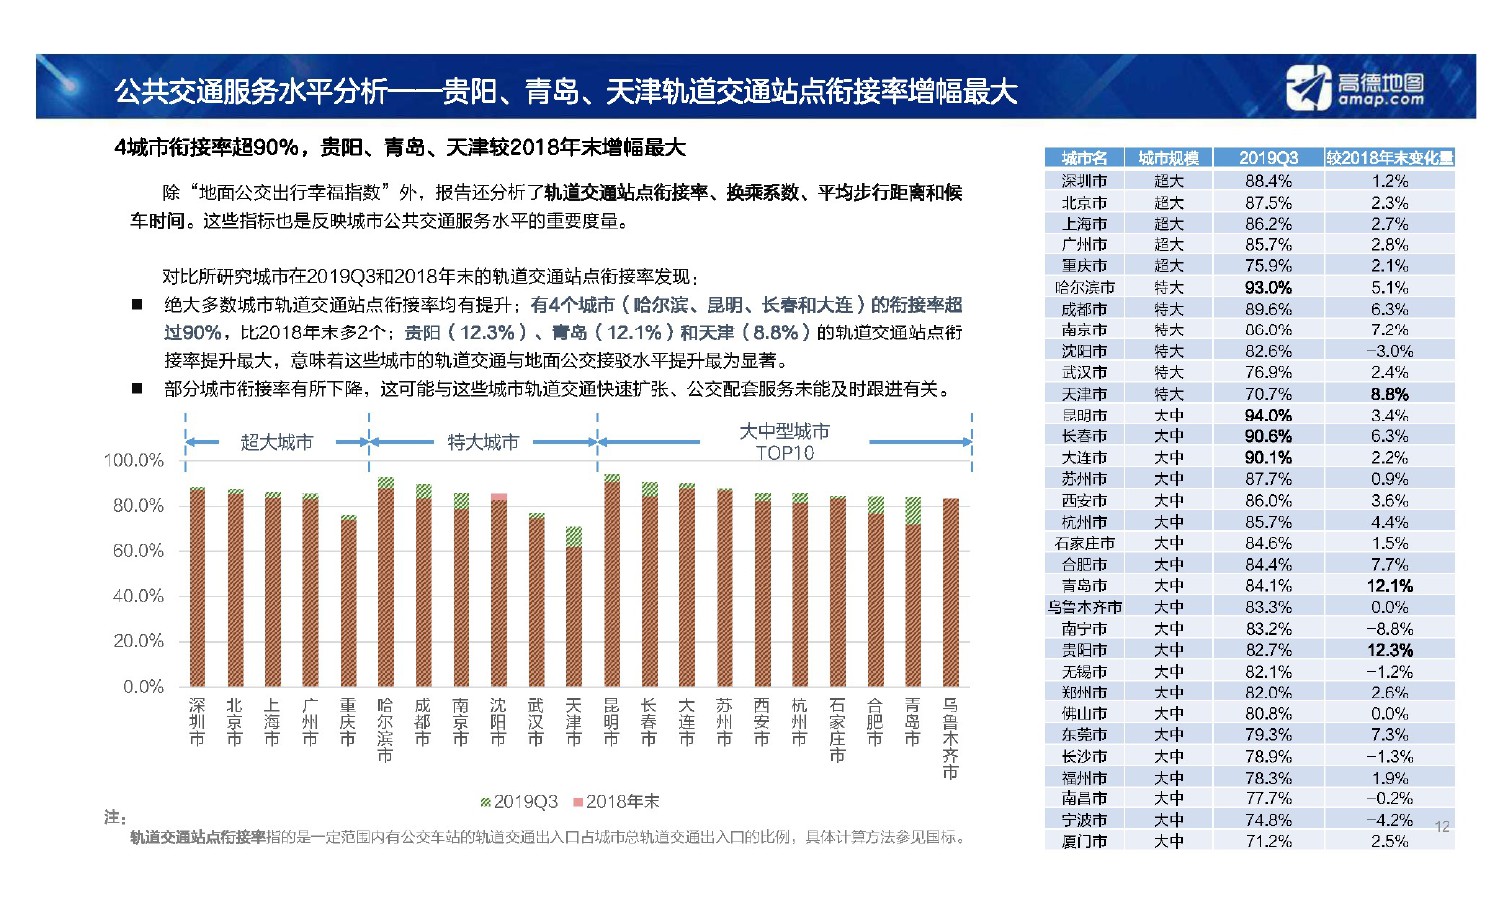 公共交通服务水平分析——贵阳、青岛、天津轨道交通站点衔接率增幅最大
高德地图
amap.com
4城市衔接率超90%，贵阳、青岛、天津较2018年末增幅最大
除“地面公交出行幸福指数”外，报告还分析了轨道交通站点衔接率、换乘系数、平均步行距离和候
车时间。这些指标也是反映城市公共交通服务水平的重要度量。
对比所研究城市在2019Q3和2018年末的轨道交通站点衔接率发现：
■ 绝大多数城市轨道交通站点衔接率均有提升；有4个城市（哈尔滨、昆明、长春和大连）的衔接率超
过90%，比2018年末多2个；贵阳（12.3%）、青岛（12.1%）和天津（8.8%）的轨道交通站点衔
接率提升最大，意味着这些城市的轨道交通与地面公交接驳水平提升最为显著。
■ 部分城市衔接率有所下降，这可能与这些城市轨道交通快速扩张、公交配套服务未能及时跟进有关。
超大城市 特大城市 大中型城市
TOP10
100.0%
80.0%
60.0%
40.0%
20.0%
0.0%
深圳市 北京市 上海市 广州市 重庆市 哈尔滨市 成都市 南京市 沈阳市 武汉市 天津市 昆明市 长春市 大连市 苏州市 西安市 杭州市 石家庄市 合肥市 青岛市 乌鲁木齐市
2019Q3 2018年末
注：
轨道交通站点衔接率指的是一定范围内有公交车站的轨道交通出入口占城市总轨道交通出入口的比例，具体计算方法参见国标。
城市名 城市规模 2019Q3 较2018年末变化量
深圳市 超大 88.4% 1.2%
北京市 超大 87.5% 2.3%
上海市 超大 86.2% 2.7%
广州市 超大 85.7% 2.8%
重庆市 超大 75.9% 2.1%
哈尔滨市 特大 93.0% 5.1%
成都市 特大 89.6% 6.3%
南京市 特大 86.0% 7.2%
沈阳市 特大 82.6% −3.0%
武汉市 特大 76.9% 2.4%
天津市 特大 70.7% 8.8%
昆明市 大中 94.0% 3.4%
长春市 大中 90.6% 6.3%
大连市 大中 90.1% 2.2%
苏州市 大中 87.7% 0.9%
西安市 大中 86.0% 3.6%
杭州市 大中 85.7% 4.4%
石家庄市 大中 84.6% 1.5%
合肥市 大中 84.4% 7.7%
青岛市 大中 84.1% 12.1%
乌鲁木齐市 大中 83.3% 0.0%
南宁市 大中 83.2% −8.8%
贵阳市 大中 82.7% 12.3%
无锡市 大中 82.1% −1.2%
郑州市 大中 82.0% 2.6%
佛山市 大中 80.8% 0.0%
东莞市 大中 79.3% 7.3%
长沙市 大中 78.9% −1.3%
福州市 大中 78.3% 1.9%
南昌市 大中 77.7% −0.2%
宁波市 大中 74.8% −4.2%
厦门市 大中 71.2% 2.5%
12